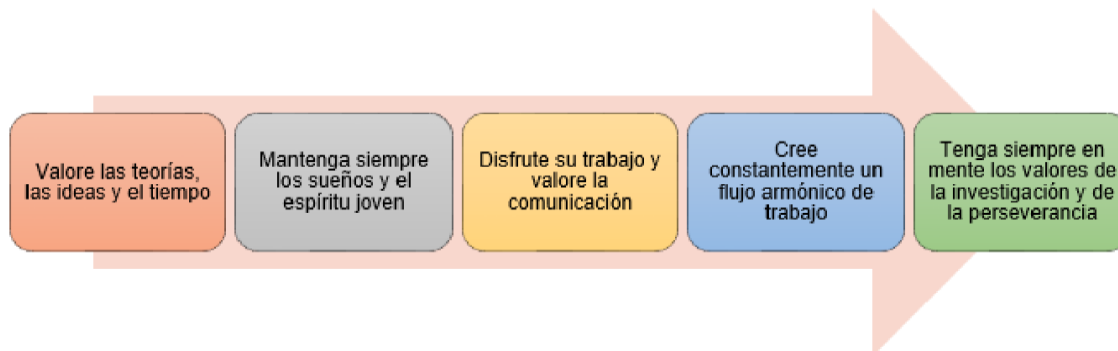 Valore las teorías,
las ideas y el tiempo
Mantenga siempre
los sueños y el
espíritu joven
Disfrute su trabajo y
valore la
comunicación
Cree
constantemente un
flujo armónico de
trabajo
Tenga siempre en
mente los valores de
la investigación y de
la perseverancia